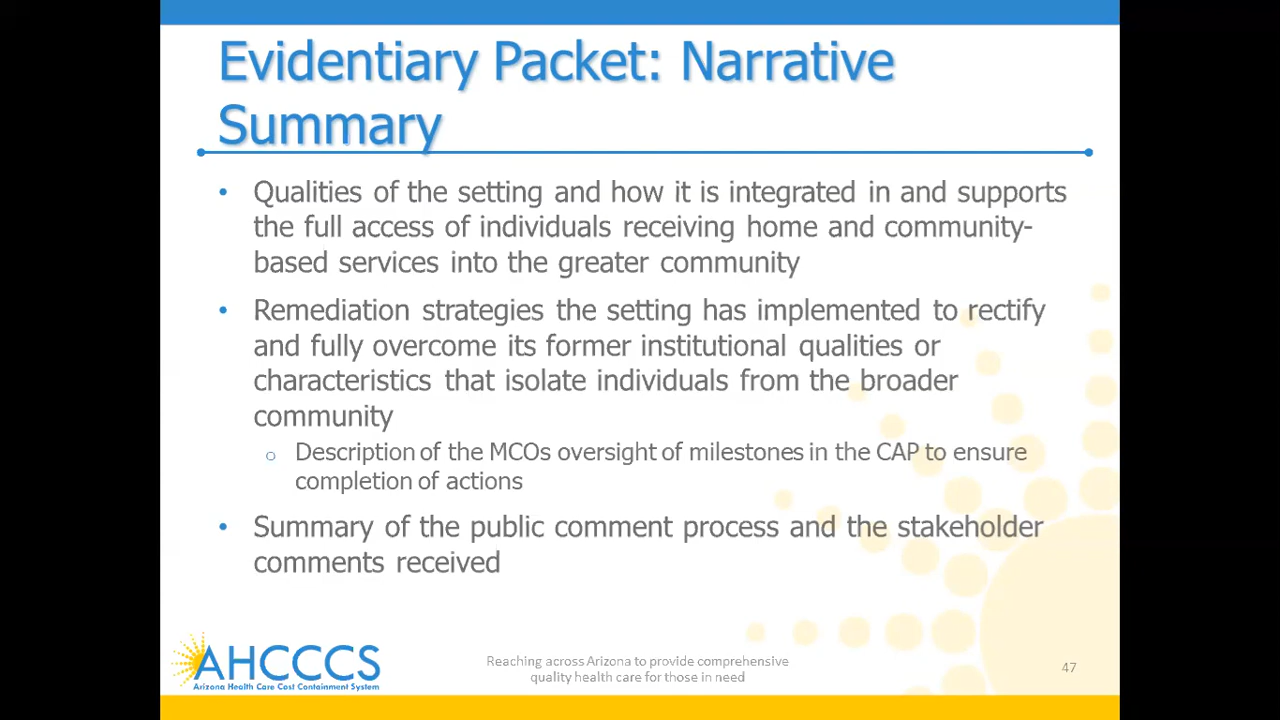 Evidentiary Packet: Narrative
Summary
• Qualities of the setting and how it is integrated in and supports
the full access of individuals receiving home and community-
based services into the greater community
• Remediation strategies the setting has implemented to rectify
and fully overcome its former institutional qualities or
characteristics that isolate individuals from the broader
community
o Description of the MCOs oversight of milestones in the CAP to ensure
completion of actions
• Summary of the public comment process and the stakeholder
comments received
AHCCCS
Arizona Health Care Cost Containment System
Reaching across Arizona to provide comprehensive
quality health care for those in need
47